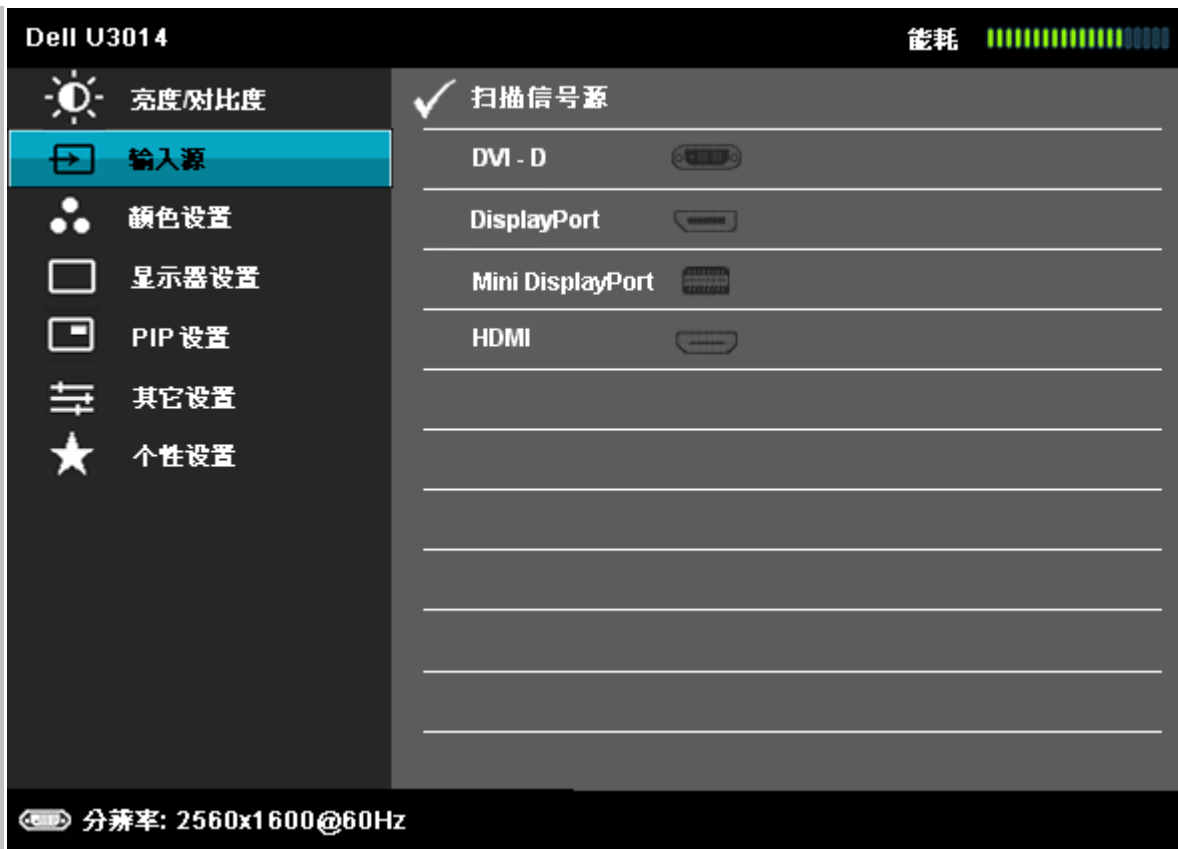 Dell U3014
能耗
亮度/对比度
输入源
颜色设置
显示器设置
PIP 设置
其它设置
个性设置
扫描信号源
DVI - D
DisplayPort
Mini DisplayPort
HDMI
分辨率: 2560x1600@60Hz